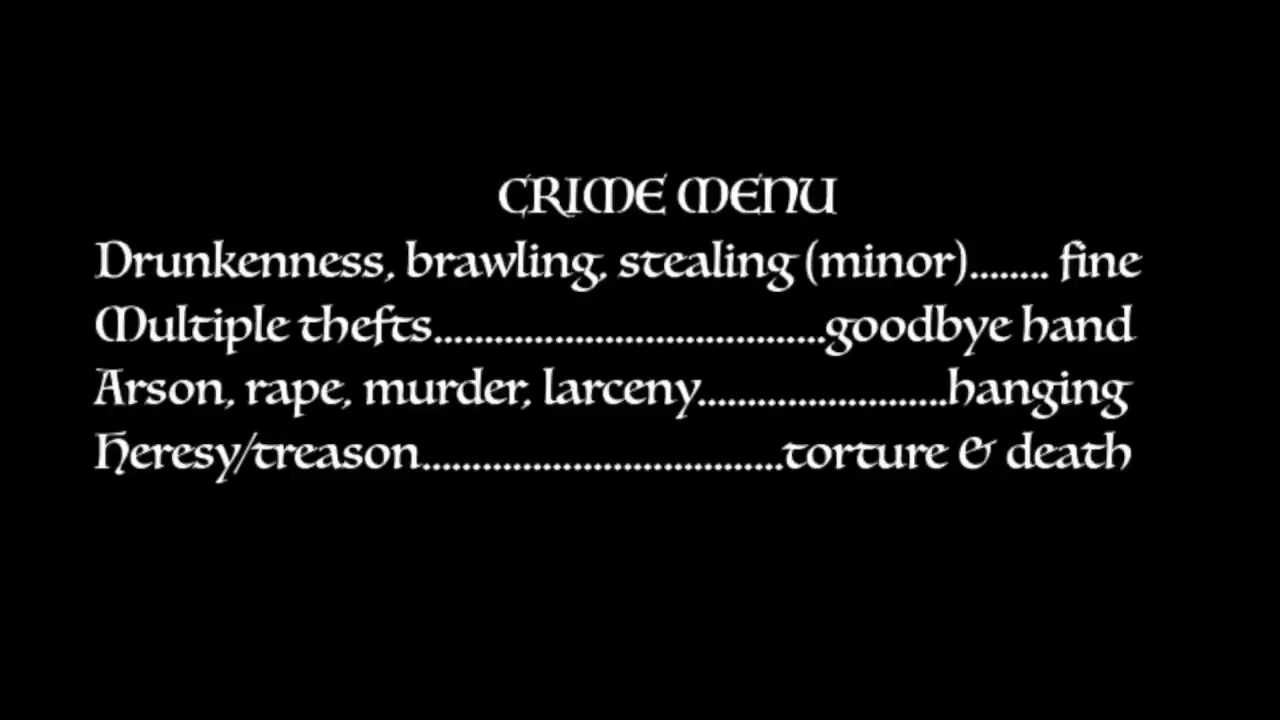 CRIME MENU
Drunkenness, brawling, stealing (minor)........ fine
Multiple thefts.......................................goodbye hand
Arson, rape, murder, larceny.........................hanging
Heresy/treason....................................torture & death